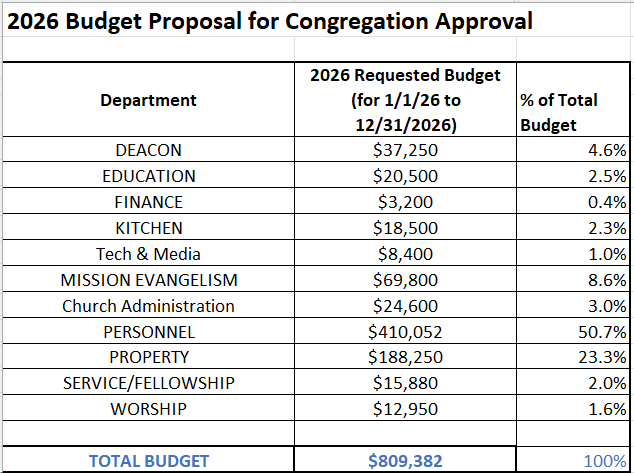 2026 Budget Proposal for Congregation Approval
Department
2026 Requested Budget
(for 1/1/26 to
12/31/2026)
% of Total
Budget
DEACON $37,250 4.6%
EDUCATION $20,500 2.5%
FINANCE $3,200 0.4%
KITCHEN $18,500 2.3%
Tech & Media $8,400 1.0%
MISSION EVANGELISM $69,800 8.6%
Church Administration $24,600 3.0%
PERSONNEL $410,052 50.7%
PROPERTY $188,250 23.3%
SERVICE/FELLOWSHIP $15,880 2.0%
WORSHIP $12,950 1.6%
TOTAL BUDGET $809,382 100%